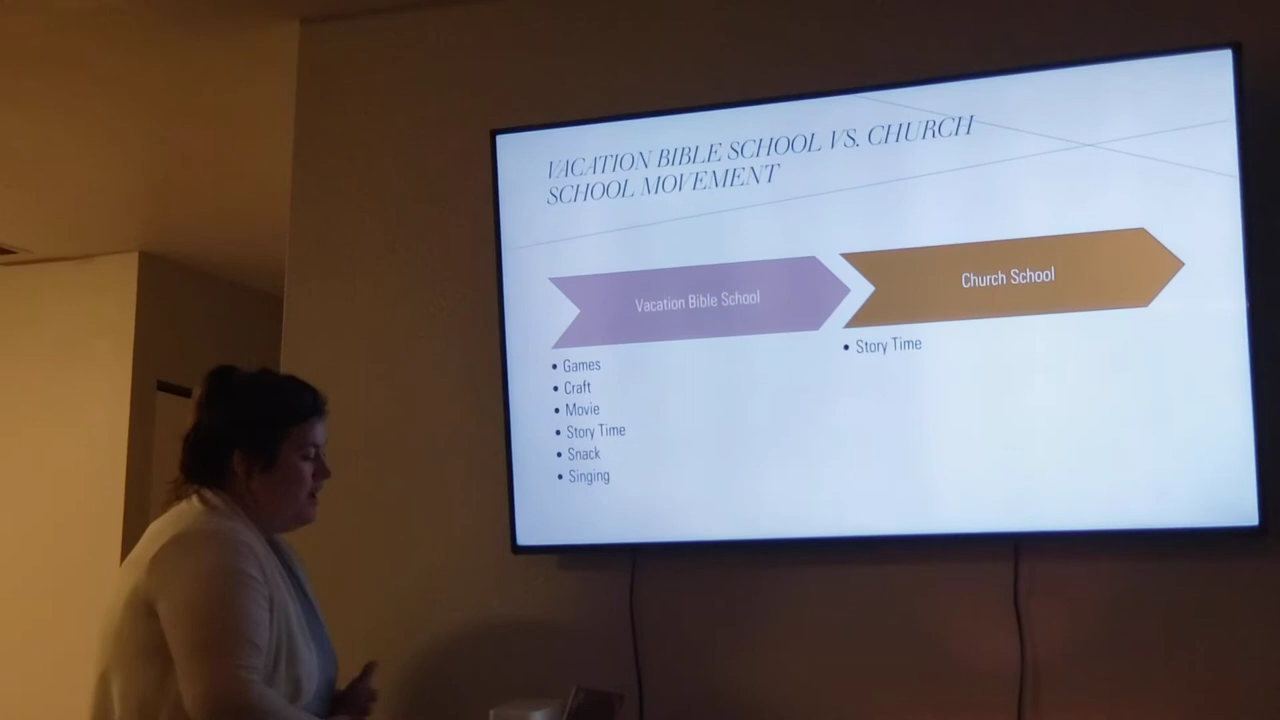 VACATION BIBLE SCHOOL VS. CHURCH
SCHOOL MOVEMENT
Vacation Bible School
• Games
• Craft
• Movie
• Story Time
• Snack
• Singing
Church School
• Story Time